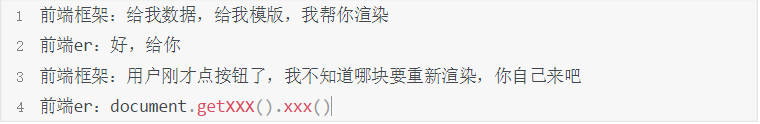 1 前端框架：给我数据，给我模版，我帮你渲染
2 前端er：好，给你
3 前端框架：用户刚才点按钮了，我不知道哪块要重新渲染，你自己来吧
4 前端er：document.getXXX().xxx()